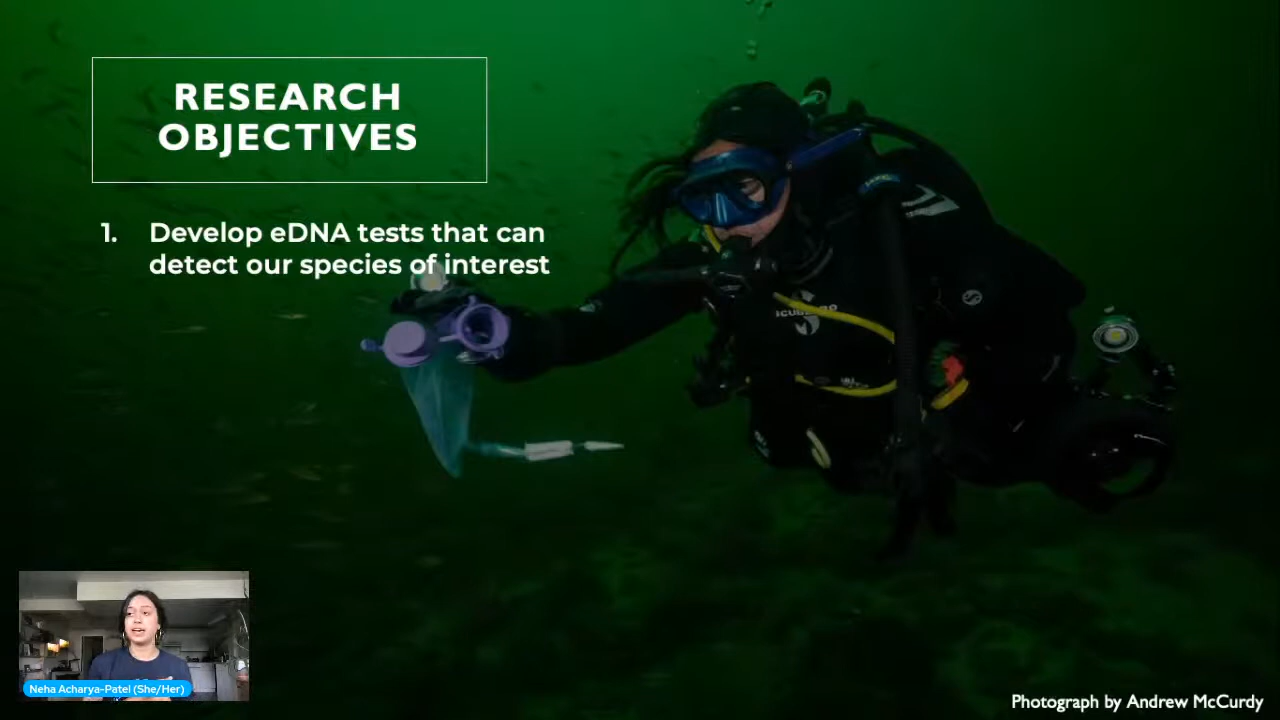 RESEARCH
OBJECTIVES
1. Develop eDNA tests that can
detect our species of interest
Neha Acharya-Patel (She/Her)
Photograph by Andrew McCurdy